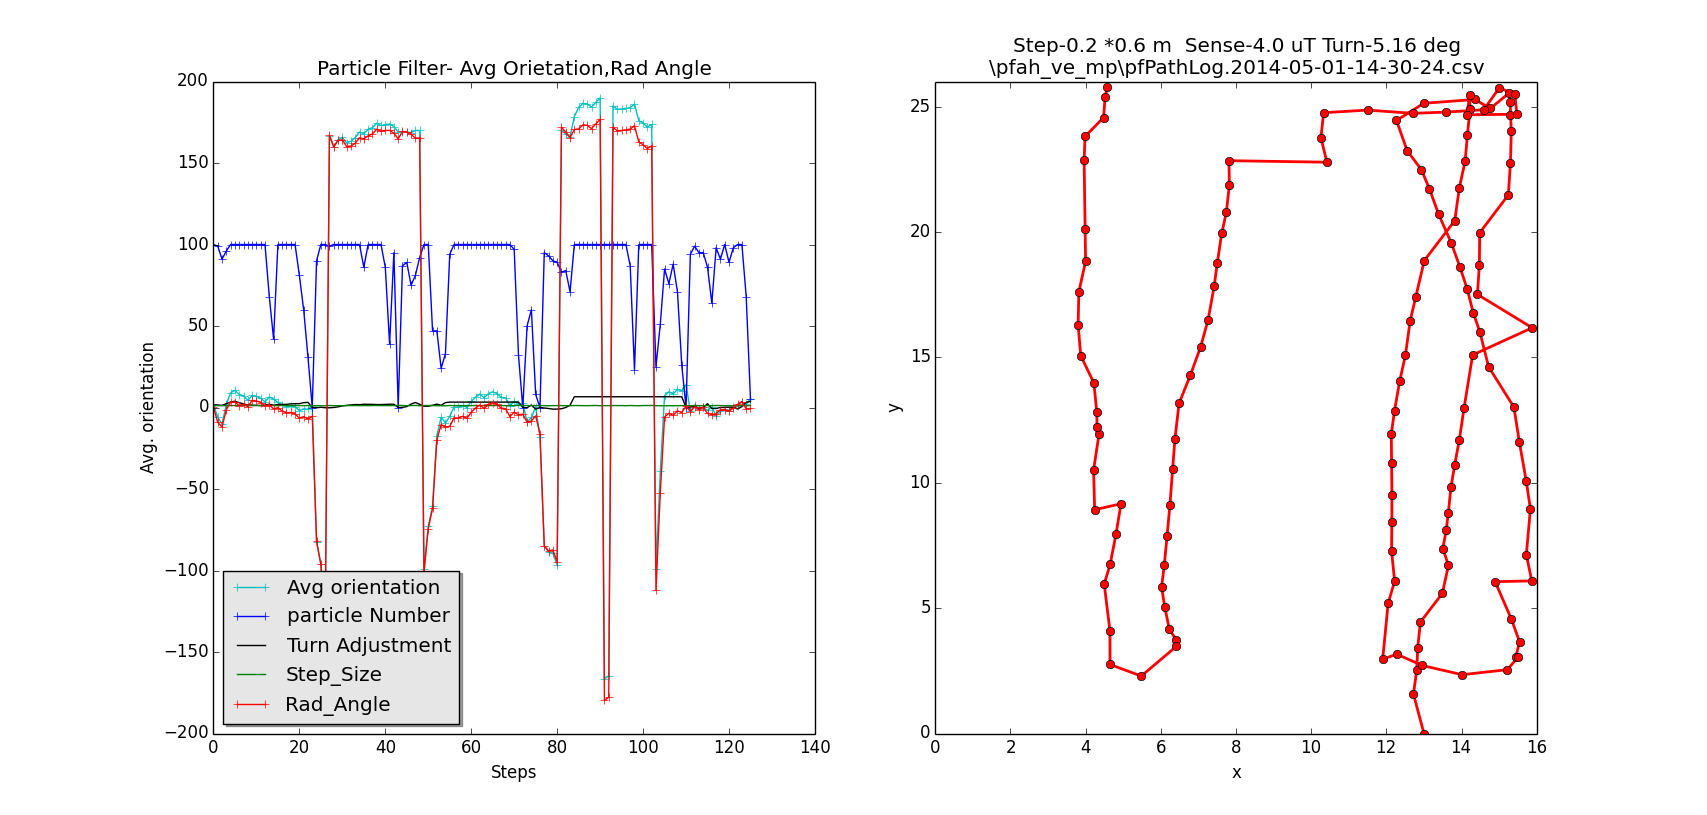 Particle Filter- Avg Orietation,Rad Angle
200
150
100
50
0
−50
−100
−150
−200
Avg. orientation
Avg orientation
particle Number
Turn Adjustment
Step_Size
Rad_Angle
0 20 40 60 80 100 120 140
Steps
Step-0.2 *0.6 m  Sense-4.0 uT Turn-5.16 deg
\pfah_ve_mp\pfPathLog.2014-05-01-14-30-24.csv
25
20
15
10
5
0
y
0 2 4 6 8 10 12 14 16
x